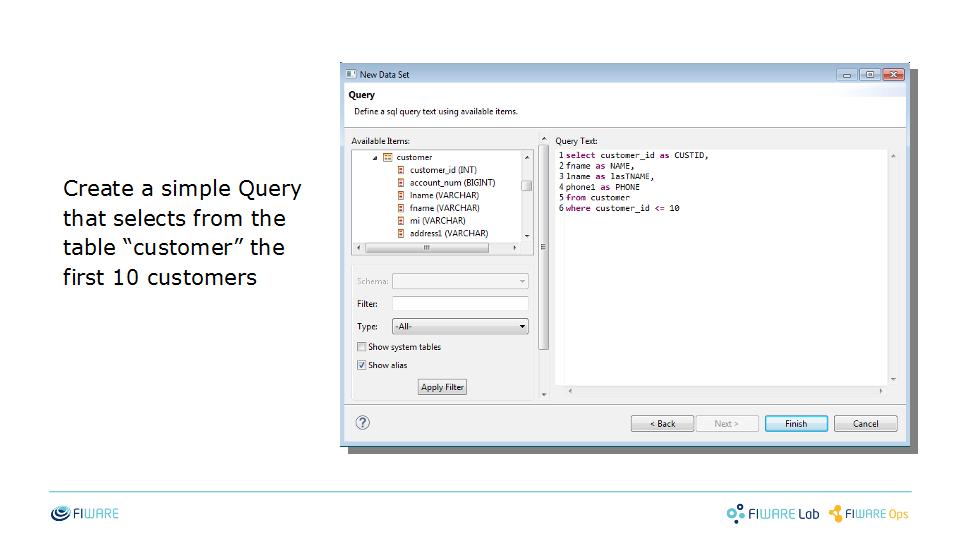 Create a simple Query
that selects from the
table “customer” the
first 10 customers
New Data Set
Query
Define a sql query text using available items.
Available Items:
customer
customer_id (INT)
account_num (BIGINT)
lname (VARCHAR)
fname (VARCHAR)
mi (VARCHAR)
address1 (VARCHAR)
Schema:
Filter:
Type: -All-
Show system tables
Show alias
Apply Filter
Query Text:
1 select customer_id as CUSTID,
2 fname as NAME,
3 lname as lasTNAME,
4 phone1 as PHONE
5 from customer
6 where customer_id <= 10
? < Back Next > Finish Cancel
FIWARE FIWARE Lab FIWARE Ops